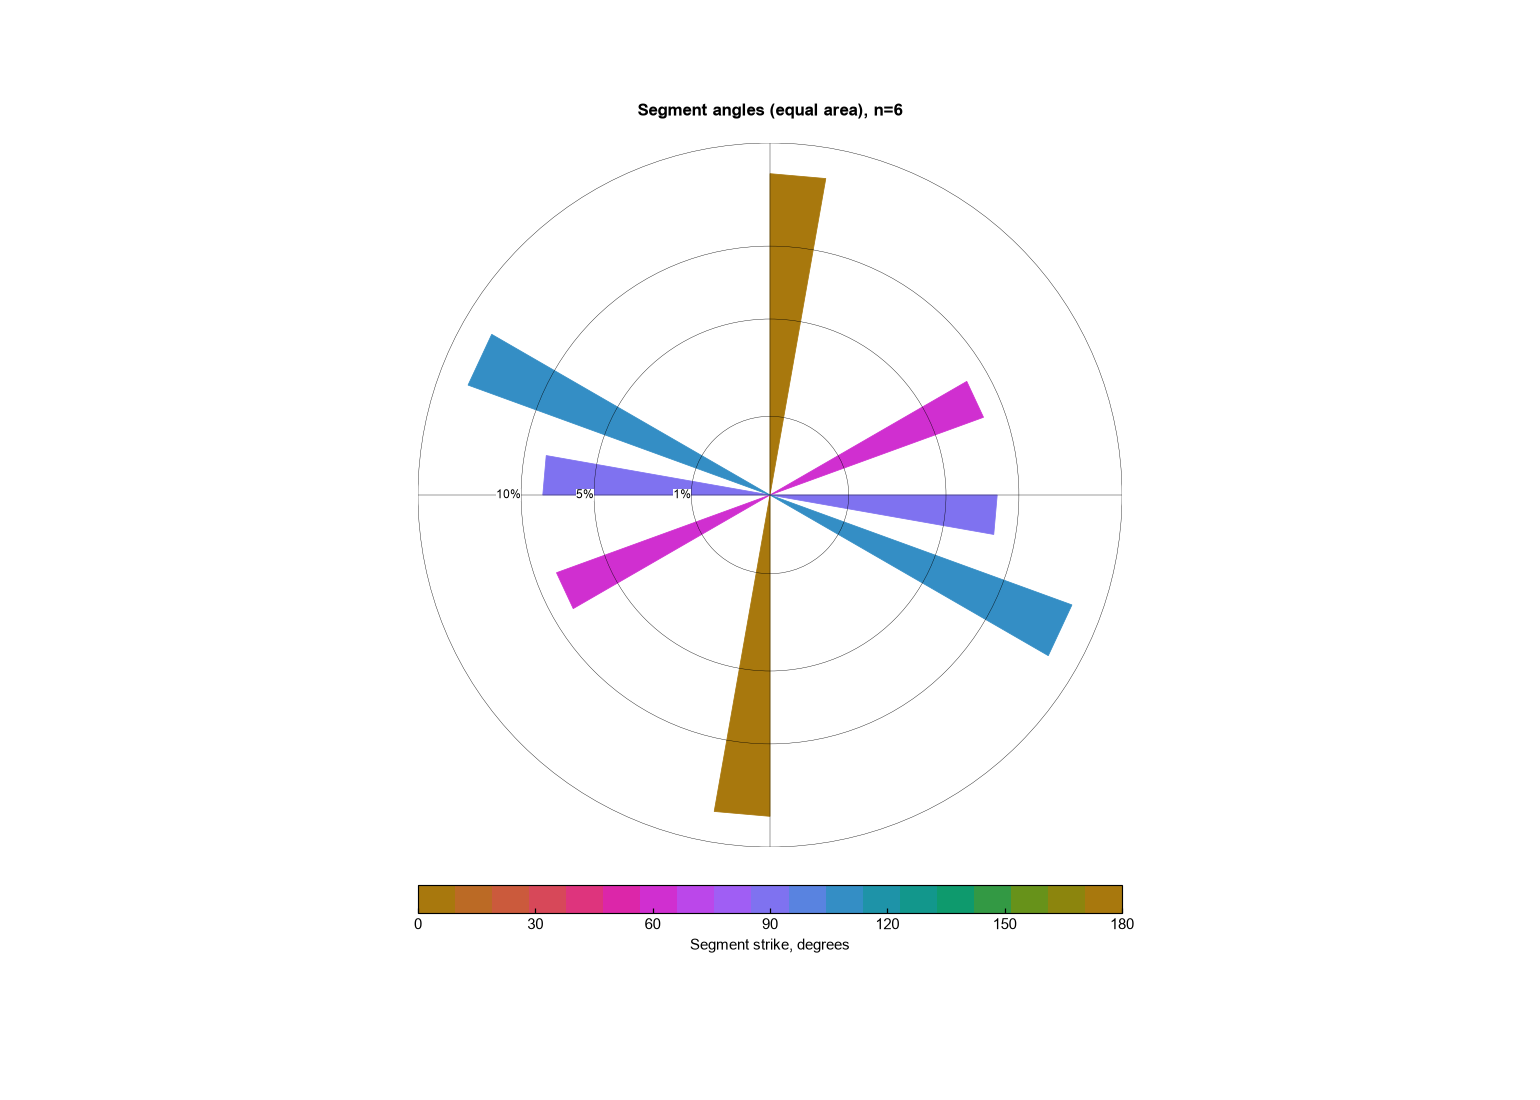 Segment angles (equal area), n=6
10% 5% 1%
0 30 60 90 120 150 180
Segment strike, degrees